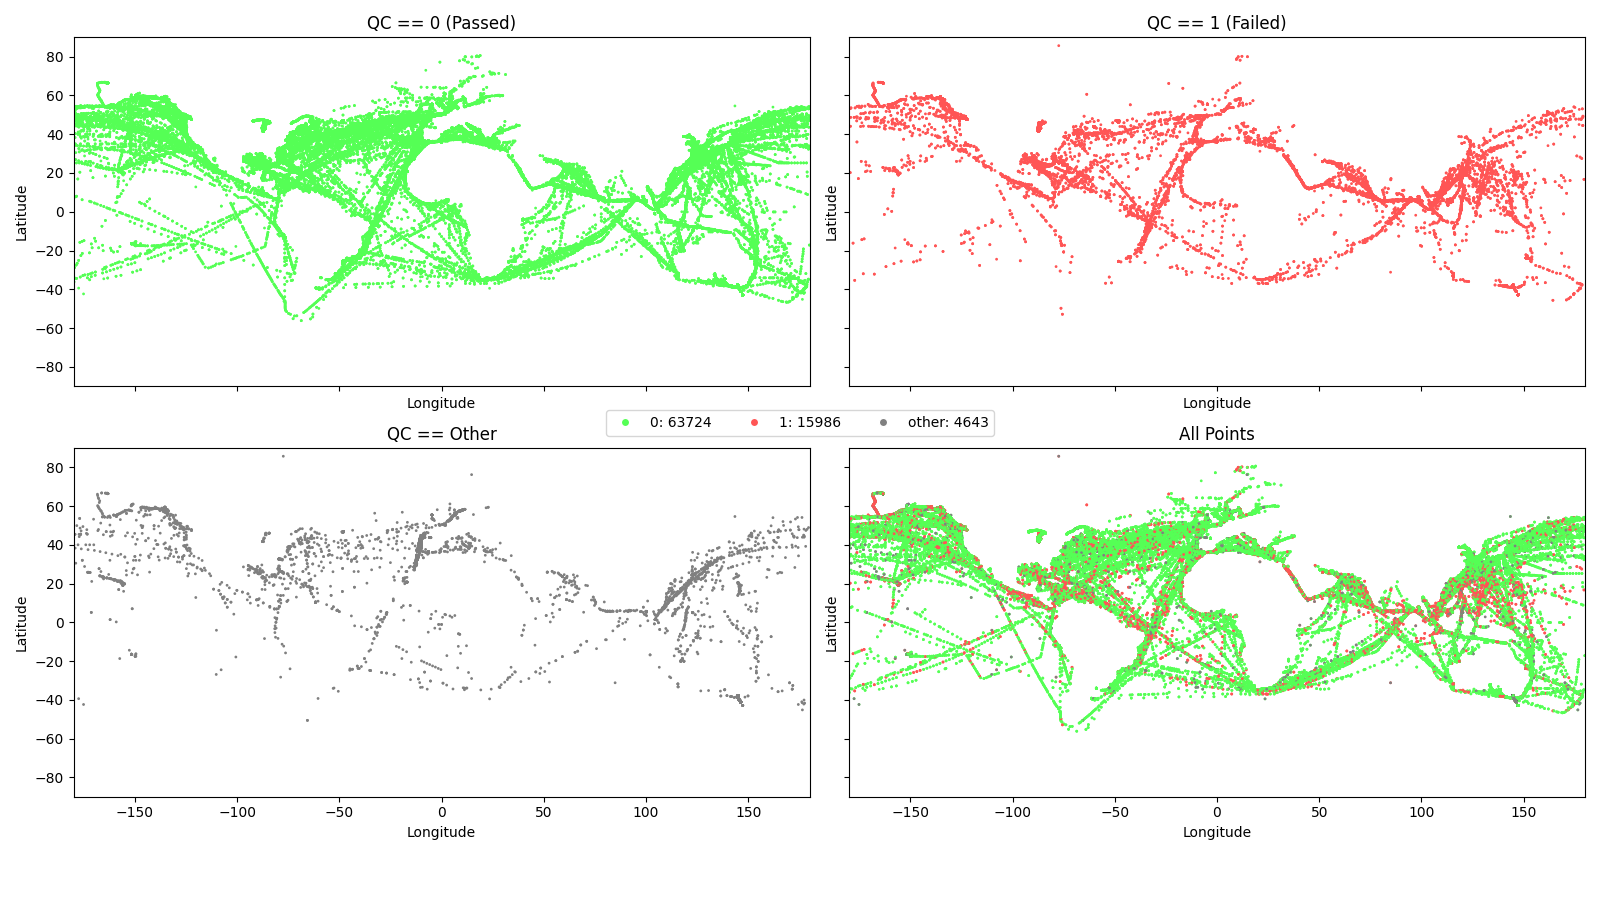 QC == 0 (Passed)
QC == 1 (Failed)
80
60
40
20
0
−20
−40
−60
−80
Latitude
Latitude
Longitude
Longitude
0: 63724 1: 15986 other: 4643
QC == Other
All Points
80
60
40
20
0
−20
−40
−60
−80
Latitude
Latitude
−150 −100 −50 0 50 100 150
−150 −100 −50 0 50 100 150
Longitude
Longitude